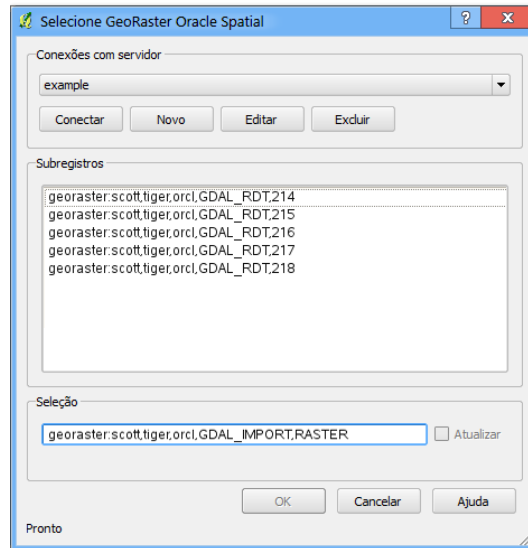 Selecione GeoRaster Oracle Spatial
?
X
Conexões com servidor
example
Conectar
Novo
Editar
Excluir
Subregistros
georaster:scott,tiger,orcl,GDAL_RDT,214
georaster:scott,tiger,orcl,GDAL_RDT,215
georaster:scott,tiger,orcl,GDAL_RDT,216
georaster:scott,tiger,orcl,GDAL_RDT,217
georaster:scott,tiger,orcl,GDAL_RDT,218
Seleção
georaster:scott,tiger,orcl,GDAL_IMPORT,RASTER
Atualizar
OK
Cancelar
Ajuda
Pronto